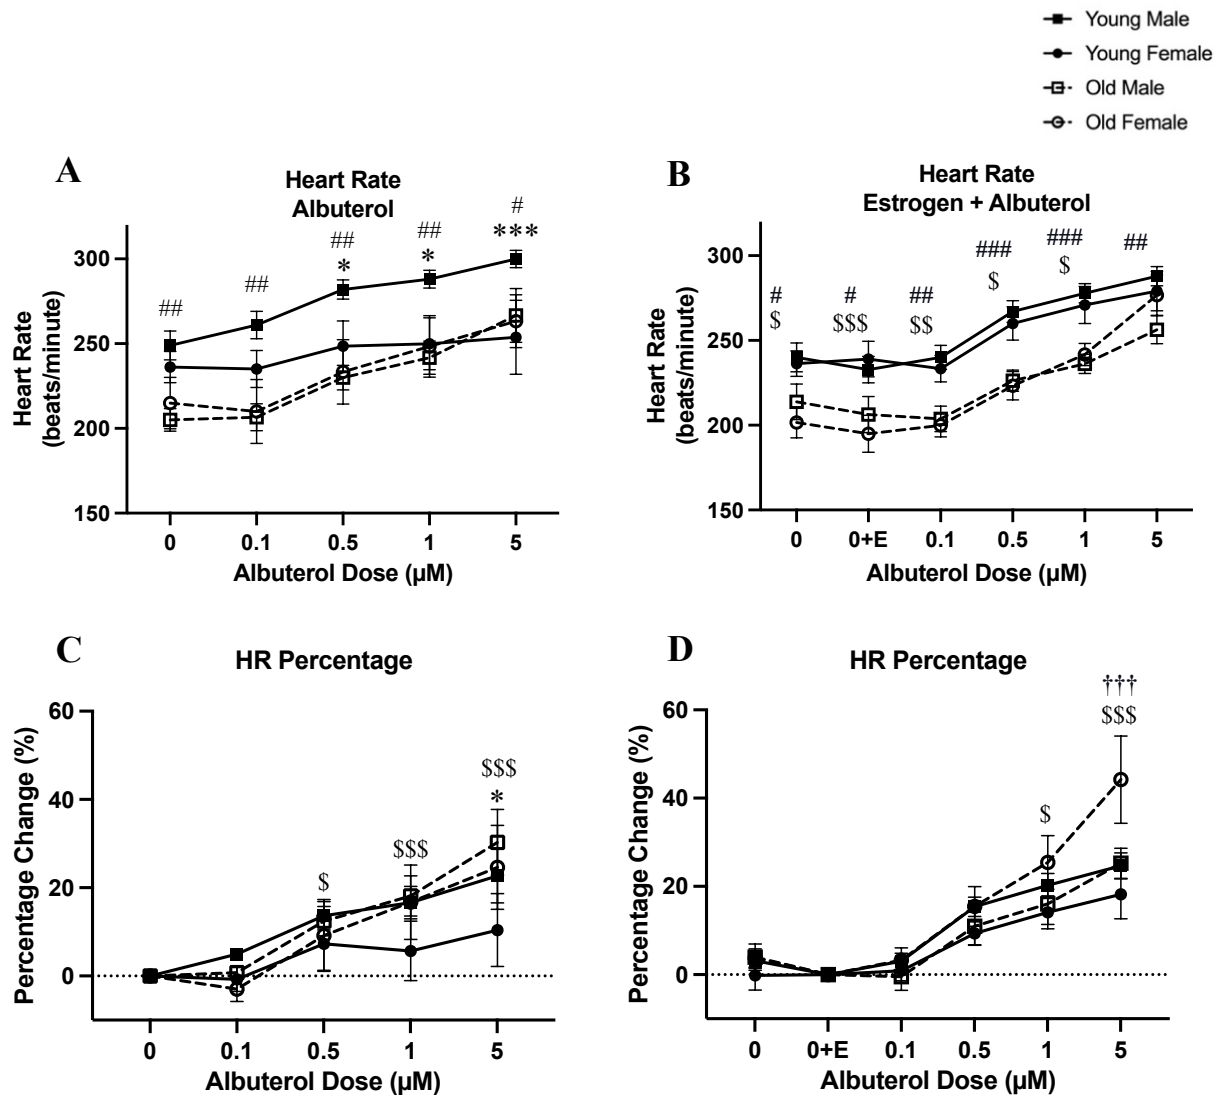 Young Male
Young Female
Old Male
Old Female
A
Heart Rate
Albuterol
#
## ## ***
## * *
##
300
250
200
150
Heart Rate
(beats/minute)
0 0.1 0.5 1 5
Albuterol Dose (µM)
B
Heart Rate
Estrogen + Albuterol
### ### ##
$ $
# # ##
$ $$$ $$
300
250
200
150
Heart Rate
(beats/minute)
0 0+E 0.1 0.5 1 5
Albuterol Dose (µM)
C
HR Percentage
$$$
*
$$$
$
60
40
20
0
Percentage Change (%)
0 0.1 0.5 1 5
Albuterol Dose (µM)
D
HR Percentage
†††
$$$
$
60
40
20
0
Percentage Change (%)
0 0+E 0.1 0.5 1 5
Albuterol Dose (µM)